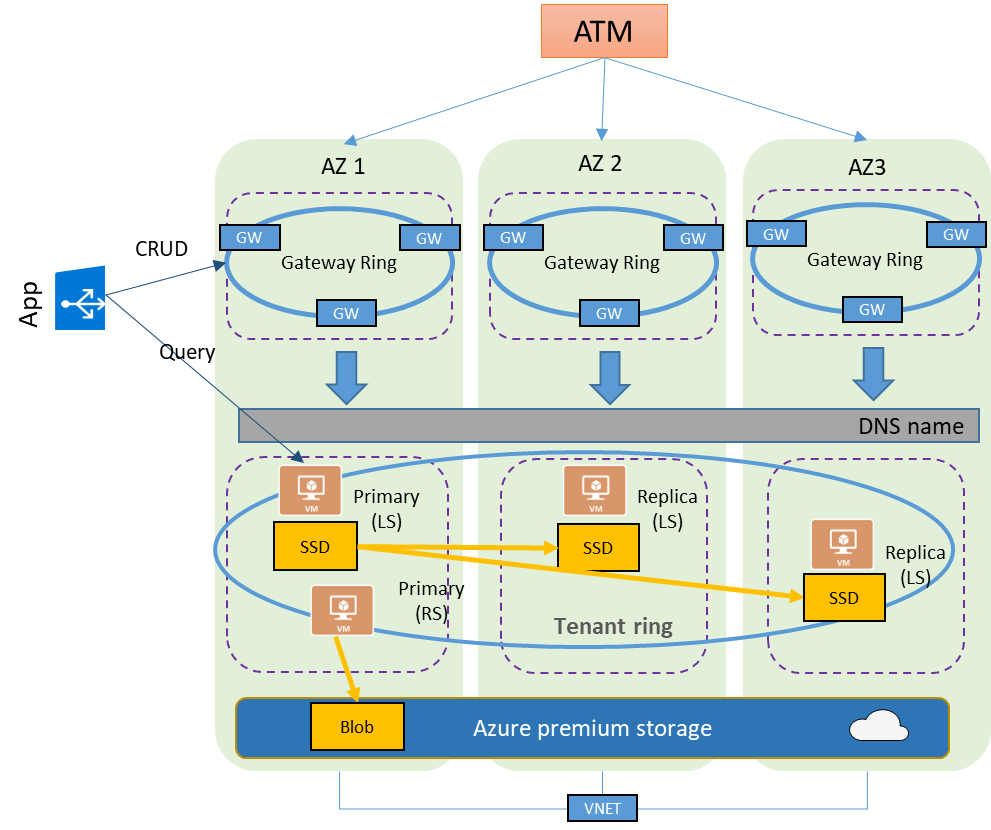 ATM
AZ 1
AZ 2
AZ3
GW
GW
GW
GW
GW
GW
Gateway Ring
Gateway Ring
Gateway Ring
GW
GW
GW
CRUD
App
Query
DNS name
VM
Primary
(LS)
SSD
VM
Replica
(LS)
SSD
VM
Replica
(LS)
SSD
VM
Primary
(RS)
Tenant ring
Blob
Azure premium storage
VNET